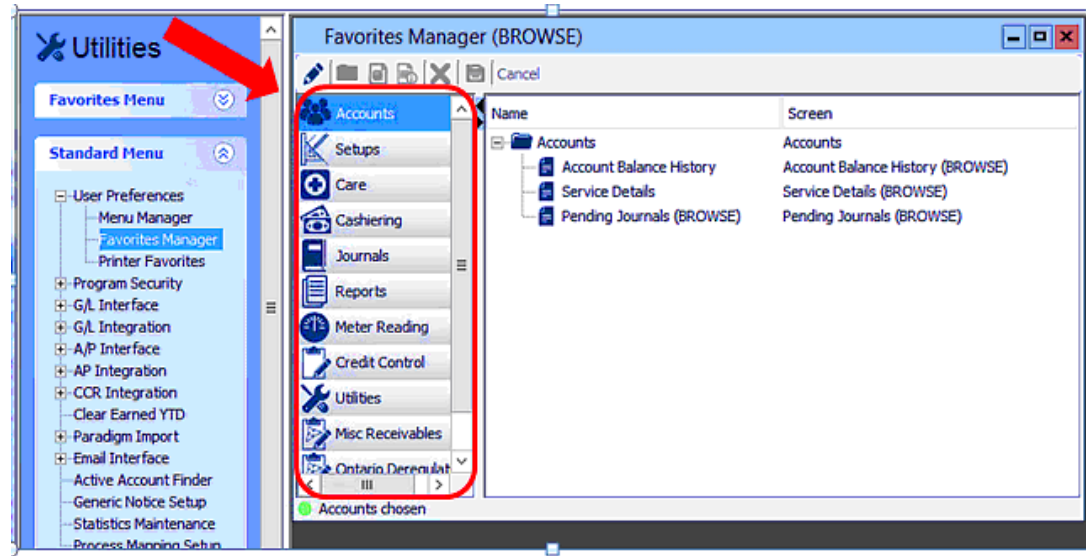 Utilities
Favorites Menu
Standard Menu
User Preferences
Menu Manager
Favorites Manager
Printer Favorites
Program Security
G/L Interface
G/L Integration
A/P Interface
AP Integration
CCR Integration
Clear Earned YTD
Paradigm Import
Email Interface
Active Account Finder
Generic Notice Setup
Statistics Maintenance
Process Mapping Setup
Favorites Manager (BROWSE)
Cancel
Accounts
Setups
Care
Cashiering
Journals
Reports
Meter Reading
Credit Control
Utilities
Misc Receivables
Ontario Deregulat
Name Screen
Accounts Accounts
Account Balance History Account Balance History (BROWSE)
Service Details Service Details (BROWSE)
Pending Journals (BROWSE) Pending Journals (BROWSE)
Accounts chosen